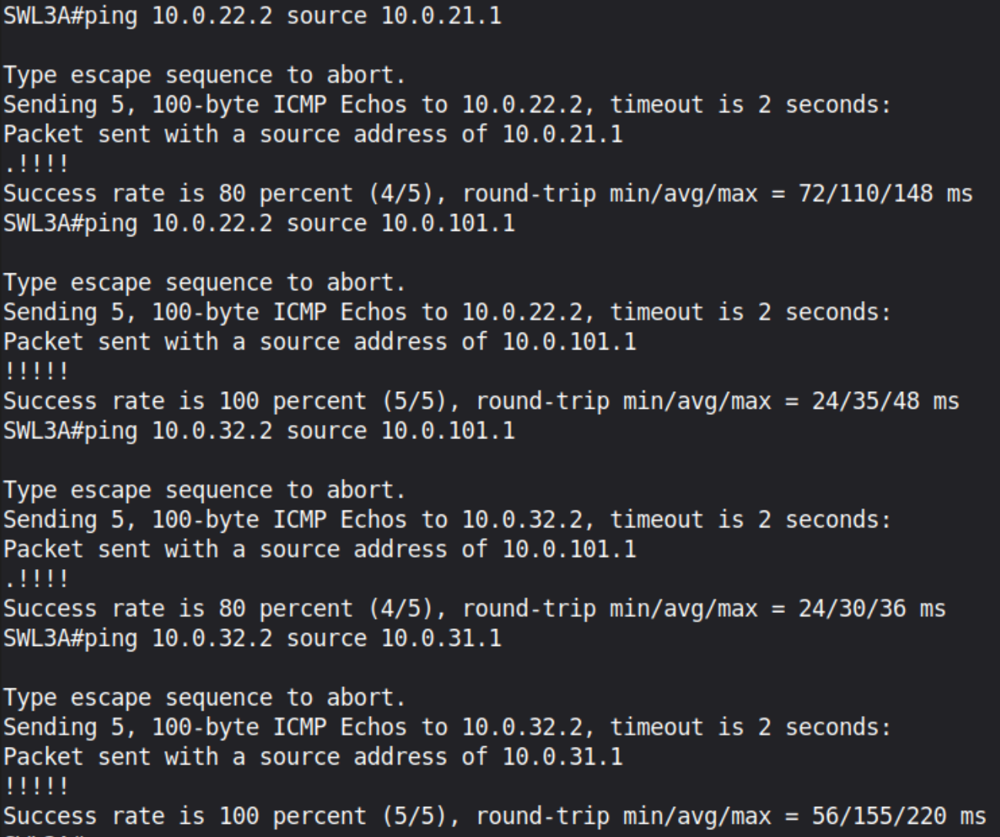 SWL3A#ping 10.0.22.2 source 10.0.21.1
Type escape sequence to abort.
Sending 5, 100-byte ICMP Echos to 10.0.22.2, timeout is 2 seconds:
Packet sent with a source address of 10.0.21.1
.!!!!
Success rate is 80 percent (4/5), round-trip min/avg/max = 72/110/148 ms
SWL3A#ping 10.0.22.2 source 10.0.101.1
Type escape sequence to abort.
Sending 5, 100-byte ICMP Echos to 10.0.22.2, timeout is 2 seconds:
Packet sent with a source address of 10.0.101.1
!!!!!
Success rate is 100 percent (5/5), round-trip min/avg/max = 24/35/48 ms
SWL3A#ping 10.0.32.2 source 10.0.101.1
Type escape sequence to abort.
Sending 5, 100-byte ICMP Echos to 10.0.32.2, timeout is 2 seconds:
Packet sent with a source address of 10.0.101.1
.!!!!
Success rate is 80 percent (4/5), round-trip min/avg/max = 24/30/36 ms
SWL3A#ping 10.0.32.2 source 10.0.31.1
Type escape sequence to abort.
Sending 5, 100-byte ICMP Echos to 10.0.32.2, timeout is 2 seconds:
Packet sent with a source address of 10.0.31.1
!!!!!
Success rate is 100 percent (5/5), round-trip min/avg/max = 56/155/220 ms